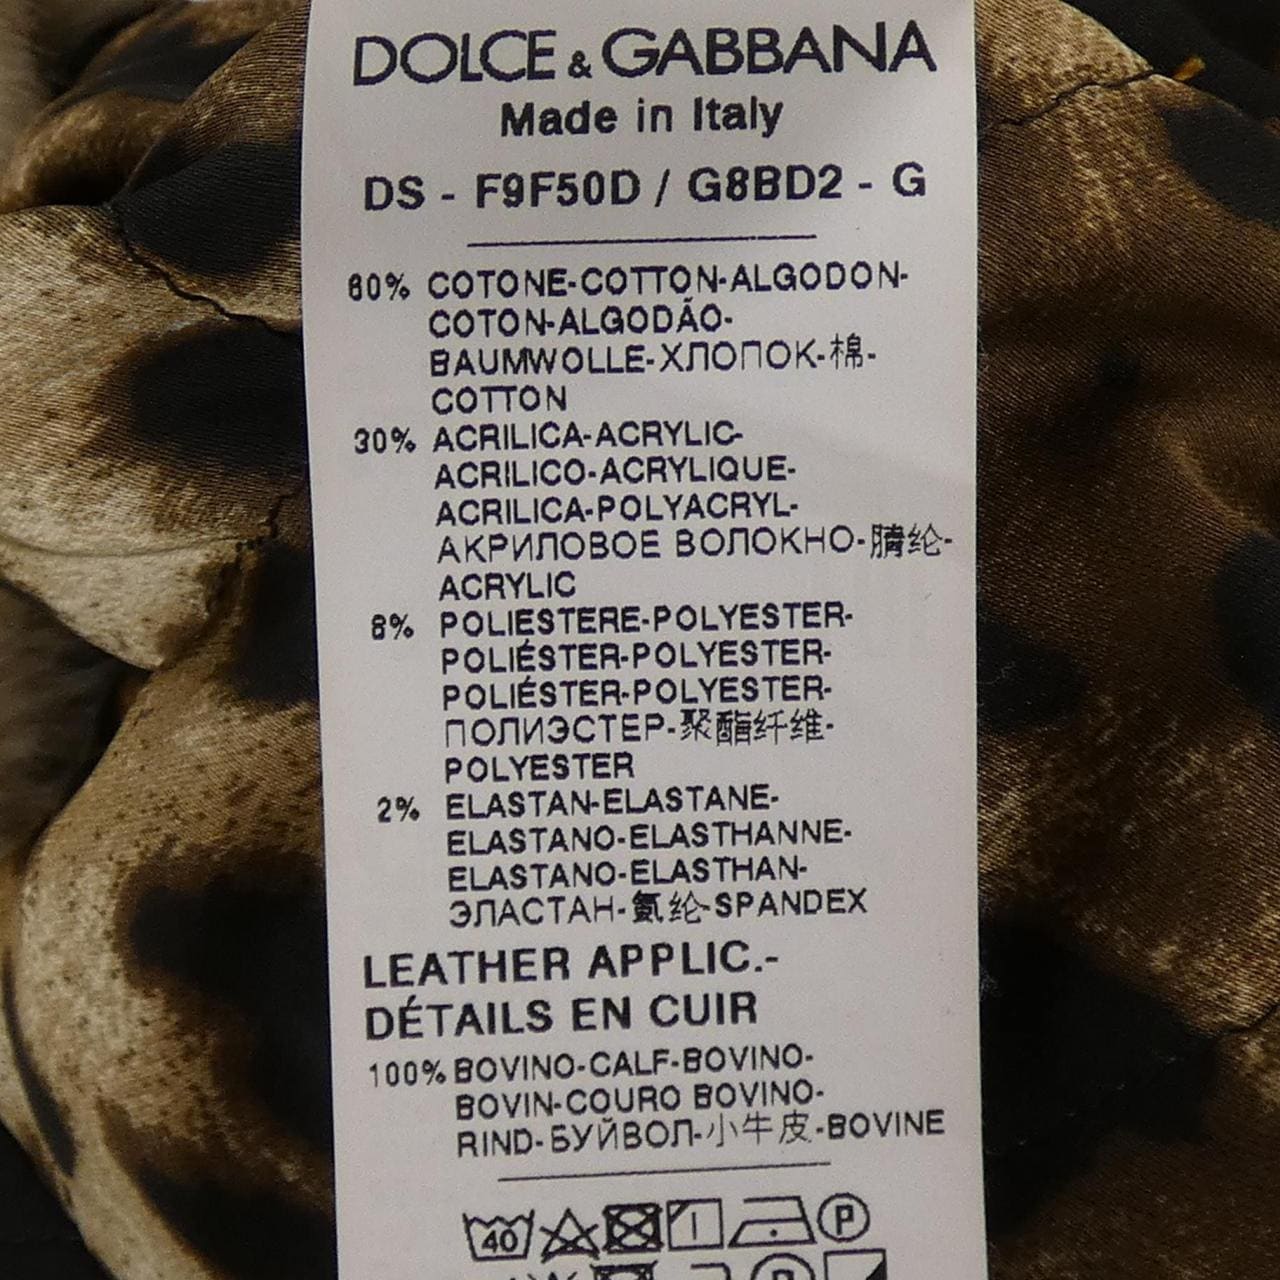 DOLCE & GABBANA
Made in Italy
DS - F9F50D / G8BD2 - G
60% COTONE-COTTON-ALGODON-
COTON-ALGODÃO-
BAUMWOLLE-ХЛОПОК-棉-
COTTON
30% ACRILICA-ACRYLIC-
ACRILICO-ACRYLIQUE-
ACRILICA-POLYACRYL-
АКРИЛОВОЕ ВОЛОКНО-腈纶-
ACRYLIC
8% POLIESTERE-POLYESTER-
POLIÉSTER-POLYESTER-
POLIÉSTER-POLYESTER-
ПОЛИЭСТЕР-聚酯纤维-
POLYESTER
2% ELASTAN-ELASTANE-
ELASTANO-ELASTHANNE-
ELASTANO-ELASTHAN-
ЭЛАСТАН-氨纶-SPANDEX
LEATHER APPLIC.-
DÉTAILS EN CUIR
100% BOVINO-CALF-BOVINO-
BOVIN-COURO BOVINO-
RIND-БУЙВОЛ-小牛皮-BOVINE
40 P